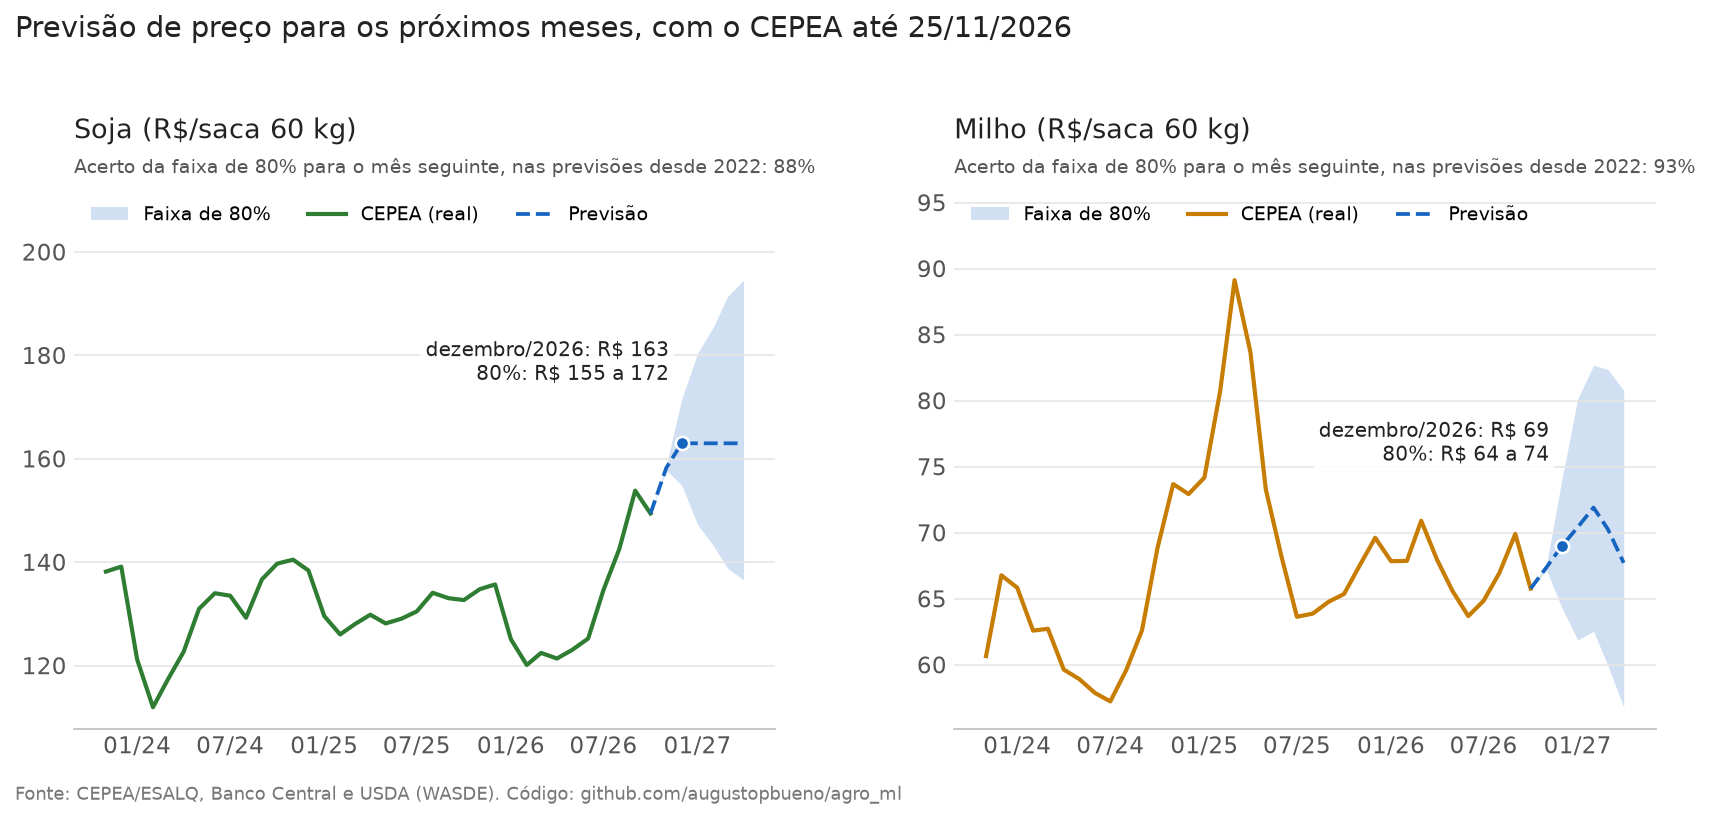 Previsão de preço para os próximos meses, com o CEPEA até 25/11/2026
Soja (R$/saca 60 kg)
Acerto da faixa de 80% para o mês seguinte, nas previsões desde 2022: 88%
Faixa de 80%
CEPEA (real)
Previsão
200
180
160
140
120
dezembro/2026: R$ 163
80%: R$ 155 a 172
01/24
07/24
01/25
07/25
01/26
07/26
01/27
Milho (R$/saca 60 kg)
Acerto da faixa de 80% para o mês seguinte, nas previsões desde 2022: 93%
Faixa de 80%
CEPEA (real)
Previsão
95
90
85
80
75
70
65
60
dezembro/2026: R$ 69
80%: R$ 64 a 74
01/24
07/24
01/25
07/25
01/26
07/26
01/27
Fonte: CEPEA/ESALQ, Banco Central e USDA (WASDE). Código: github.com/augustopbueno/agro_ml